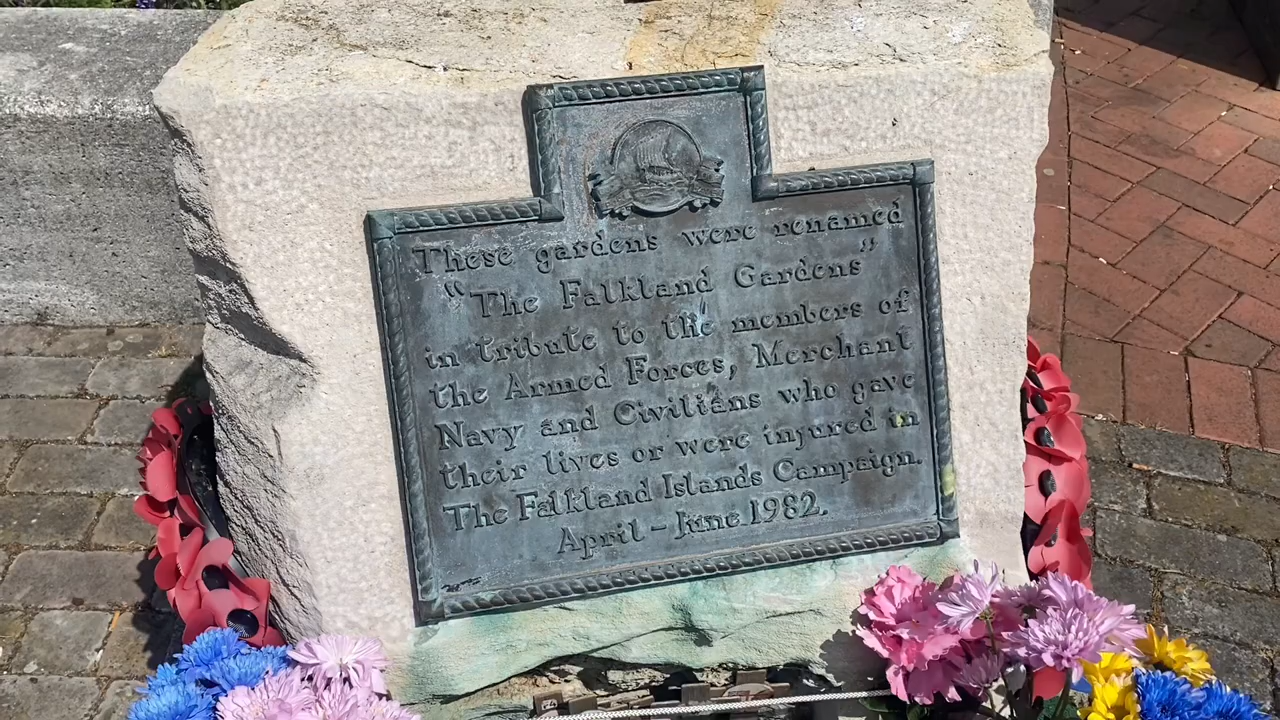 These gardens were renamed
"The Falkland Gardens"
in tribute to the members of
the Armed Forces, Merchant
Navy and Civilians who gave
their lives or were injured in
The Falkland Islands Campaign.
April – June 1982.